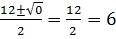 (12±√0)/2 = 12/2 = 6